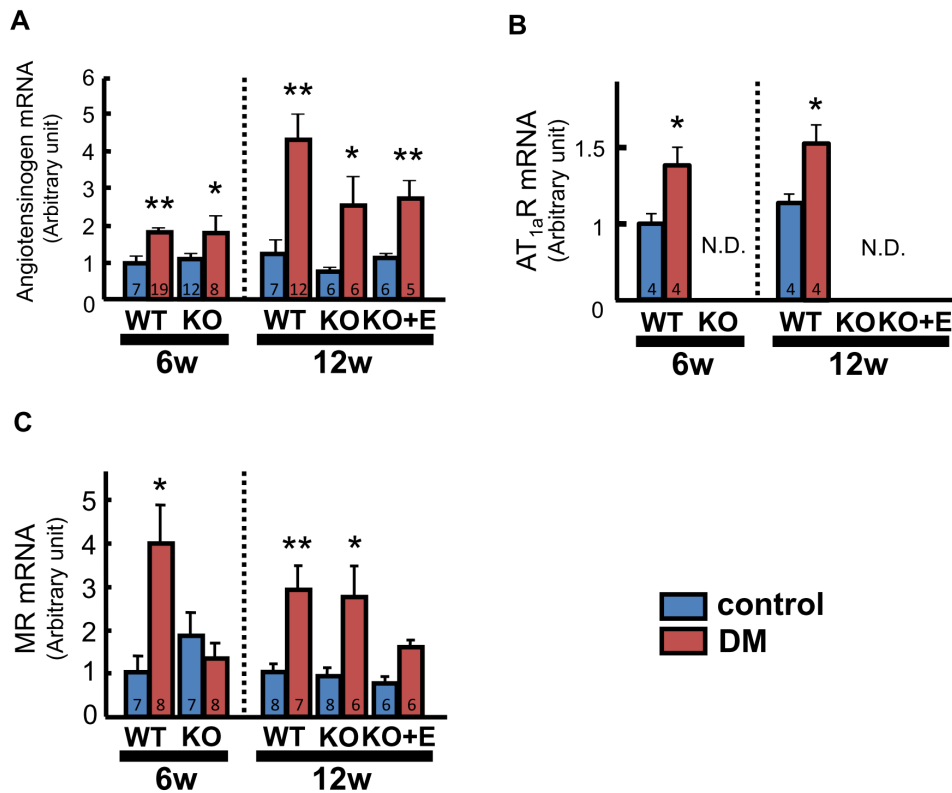 A
Angiotensinogen mRNA
(Arbitrary unit)
6
5
4
3
2
1
0
** * ** * **
7 19 12 8 7 12 6 6 6 5
WT KO WT KO KO+E
6w 12w
B
AT1aR mRNA
(Arbitrary unit)
1.5
1
0
* *
N.D. N.D.
4 4 4 4
WT KO WT KO KO+E
6w 12w
C
MR mRNA
(Arbitrary unit)
5
4
3
2
1
0
* ** *
7 8 7 8 8 7 8 6 6 6
WT KO WT KO KO+E
6w 12w
control
DM